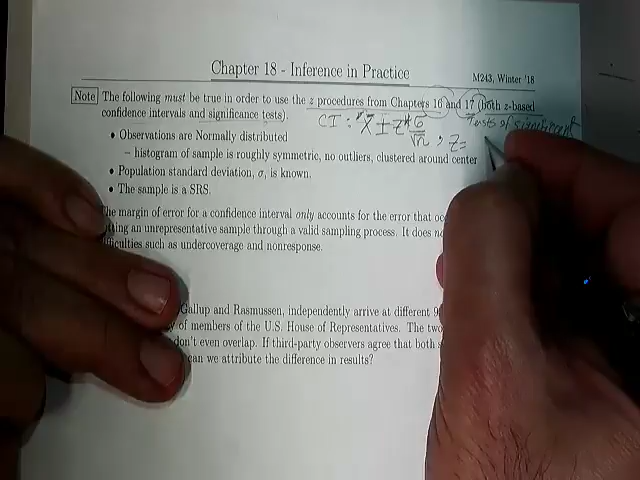 Chapter 18 - Inference in Practice
M243, Winter '18
Note The following must be true in order to use the z procedures from Chapters 16 and 17 (both z-based
confidence intervals and significance tests).
CI: x̄ ± z* σ/√n , z=
Tests of significant
• Observations are Normally distributed
– histogram of sample is roughly symmetric, no outliers, clustered around center
• Population standard deviation, σ, is known.
• The sample is a SRS.
The margin of error for a confidence interval only accounts for the error that oc
ting an unrepresentative sample through a valid sampling process. It does no
fficulties such as undercoverage and nonresponse.
Gallup and Rasmussen, independently arrive at different 9
of members of the U.S. House of Representatives. The two
don't even overlap. If third-party observers agree that both s
can we attribute the difference in results?